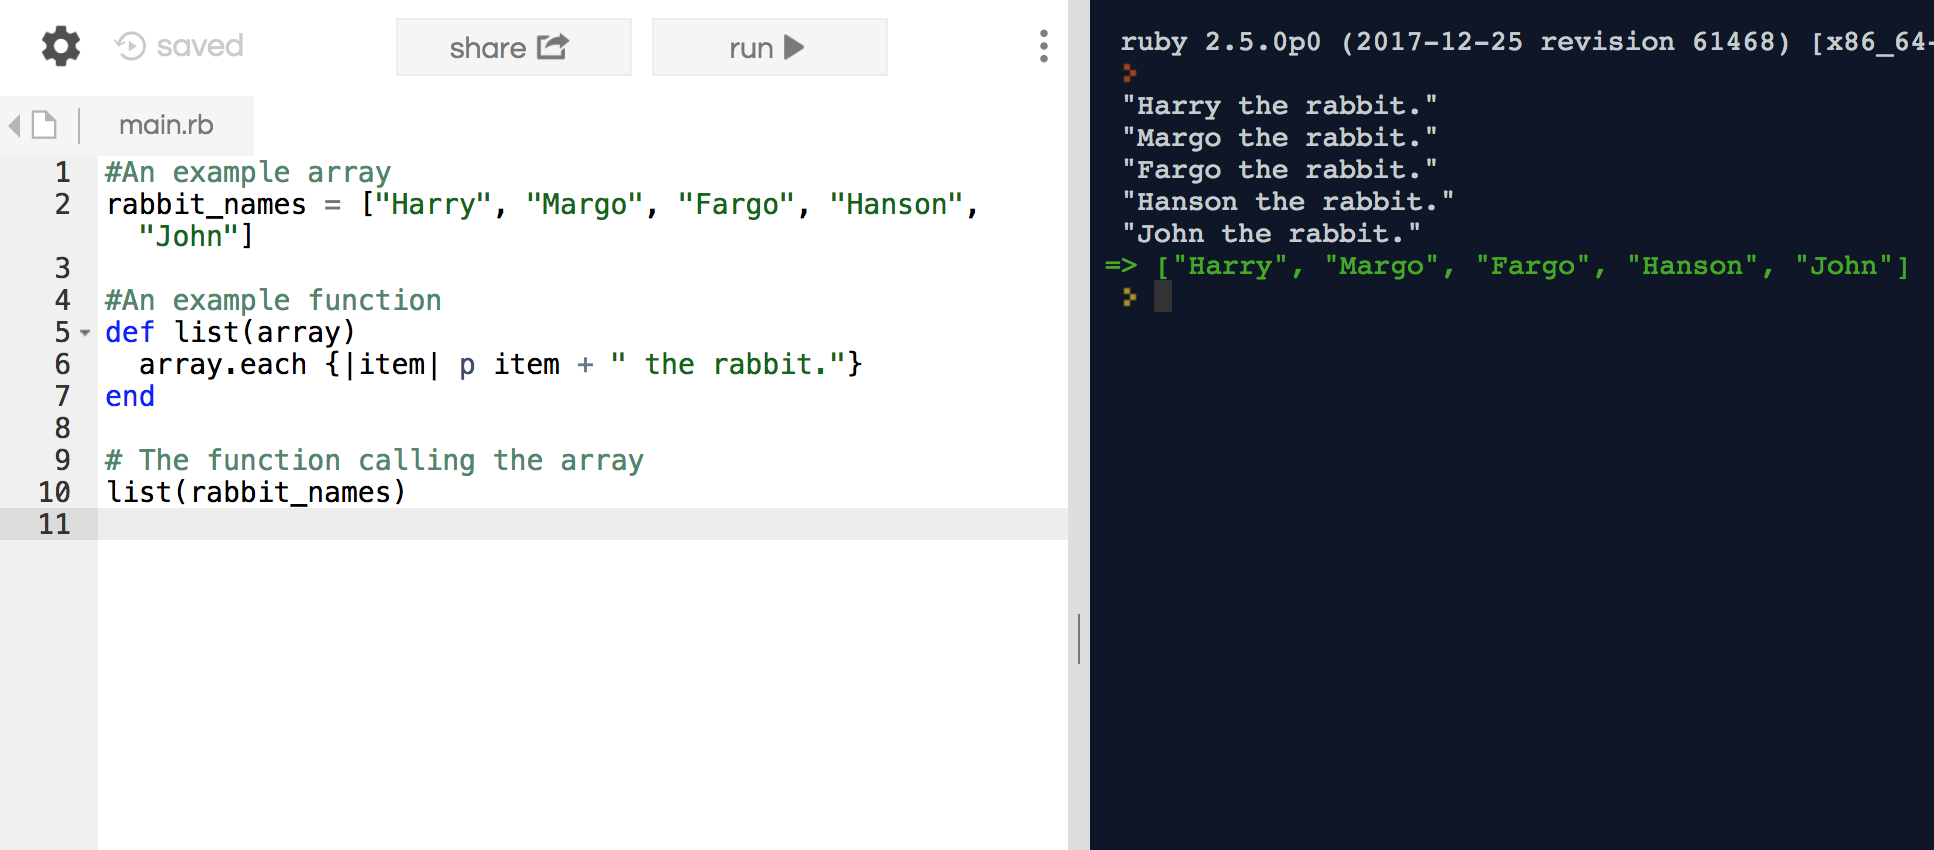 saved
share
run
main.rb
1 #An example array
2 rabbit_names = ["Harry", "Margo", "Fargo", "Hanson",
"John"]
3
4 #An example function
5 def list(array)
6 array.each {|item| p item + " the rabbit."}
7 end
8
9 # The function calling the array
10 list(rabbit_names)
11
ruby 2.5.0p0 (2017-12-25 revision 61468) [x86_64-
"Harry the rabbit."
"Margo the rabbit."
"Fargo the rabbit."
"Hanson the rabbit."
"John the rabbit."
=> ["Harry", "Margo", "Fargo", "Hanson", "John"]